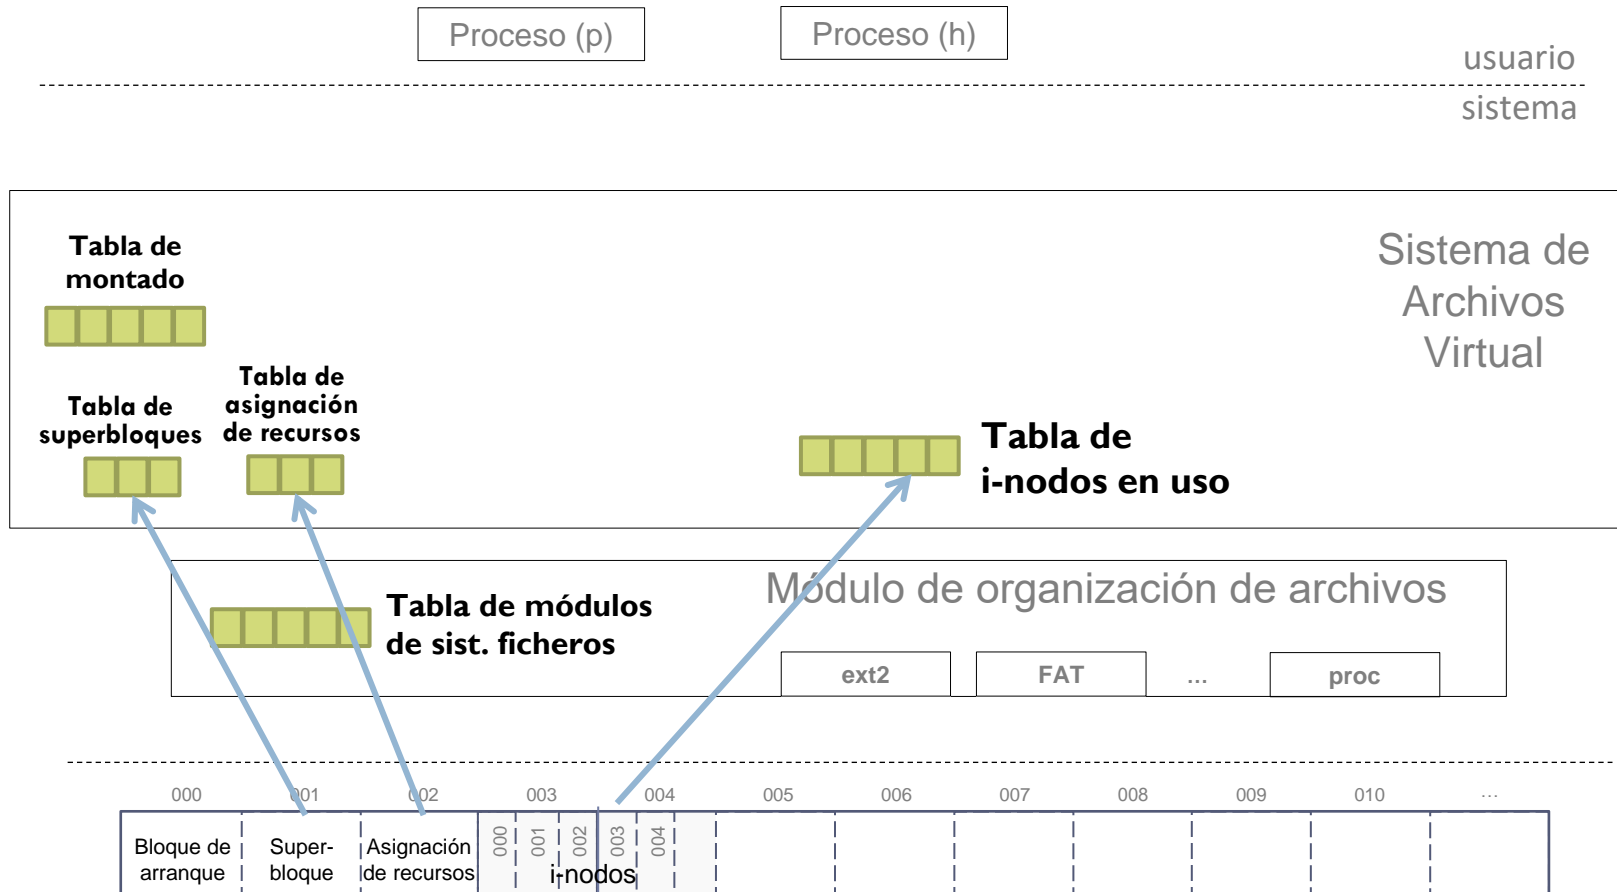 Proceso (p)
Proceso (h)
usuario
sistema
Tabla de
montado
Sistema de
Archivos
Virtual
Tabla de
superbloques
Tabla de
asignación
de recursos
Tabla de
i-nodos en uso
Módulo de organización de archivos
Tabla de módulos
de sist. ficheros
ext2
FAT
...
proc
000
001
002
003
004
005
006
007
008
009
010
...
Bloque de
arranque
Super-
bloque
Asignación
de recursos
000
001
002
003
004
i-nodos